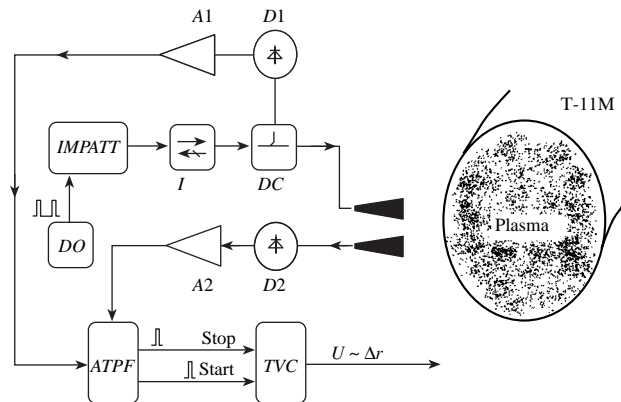 A1
D1
T-11M
IMPATT
I
DC
DO
Plasma
A2
D2
ATPF
Stop
Start
TVC
U ~ Δr